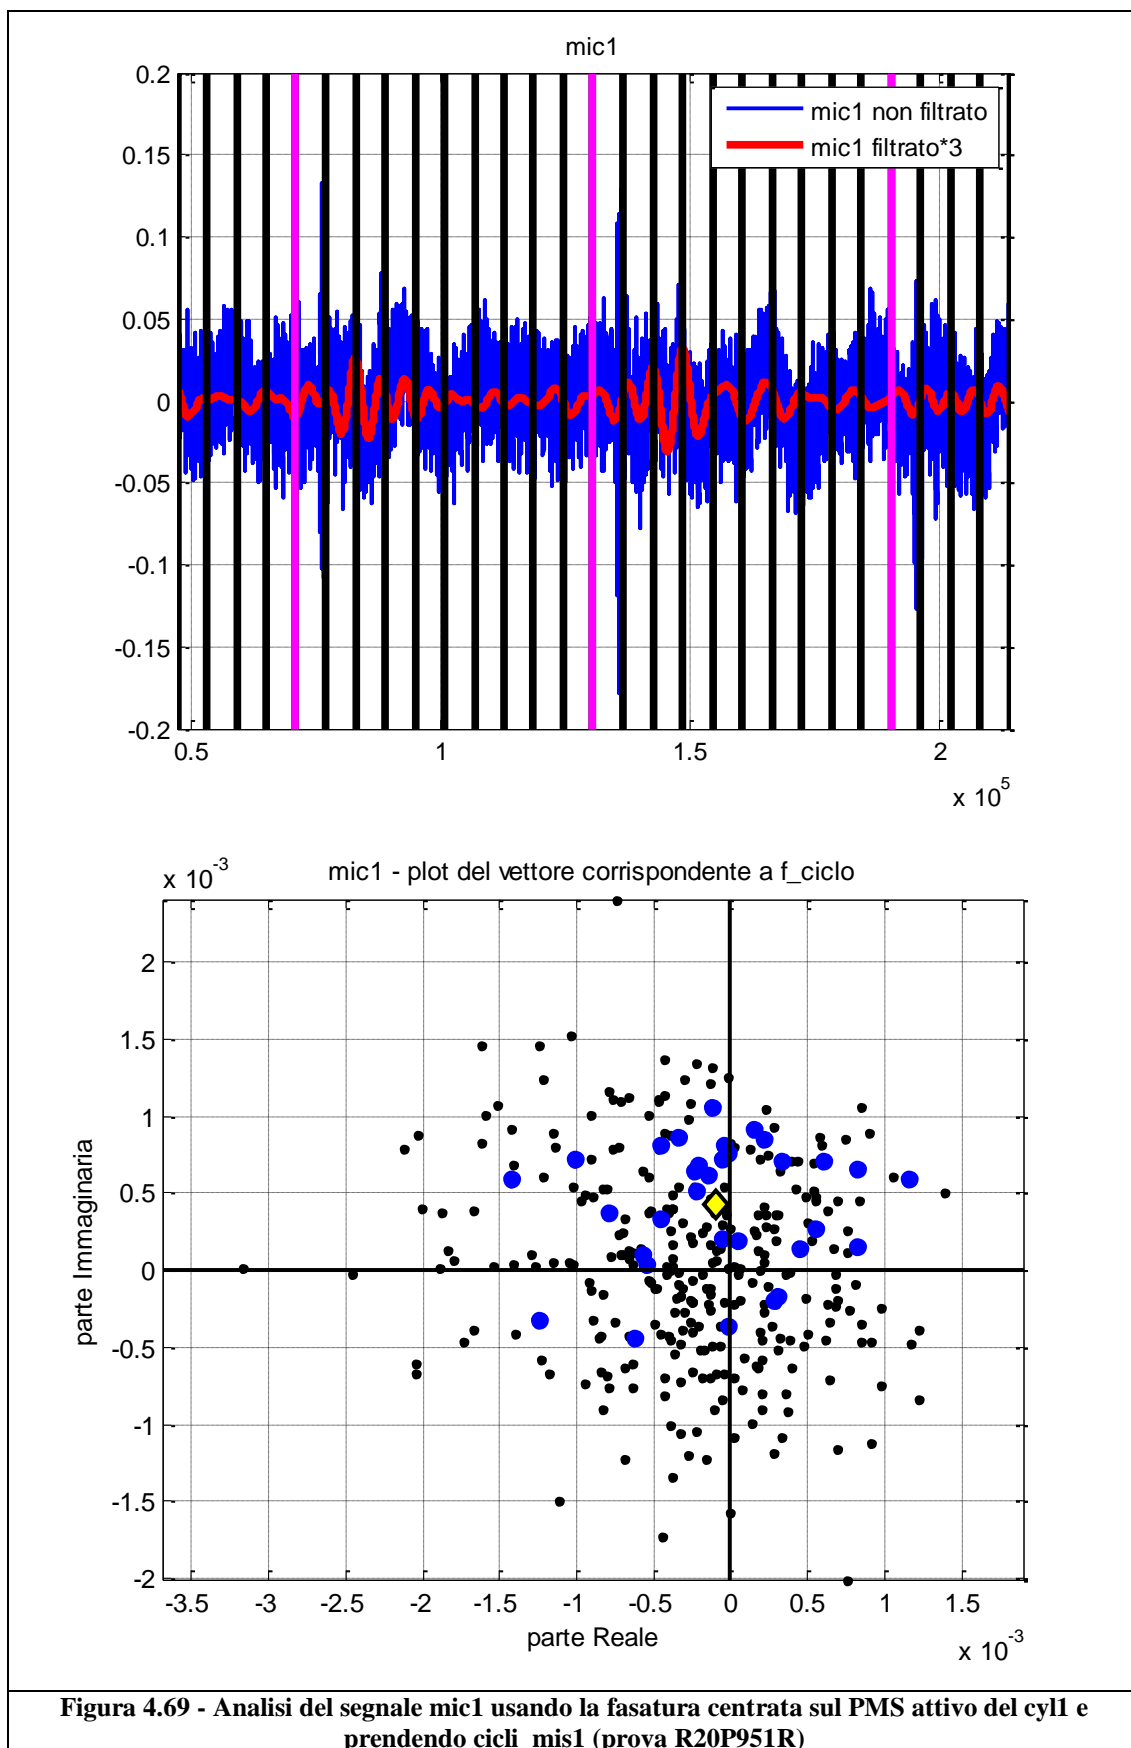 mic1
0.2
0.15
0.1
0.05
0
-0.05
-0.1
-0.15
-0.2
mic1 non filtrato
mic1 filtrato*3
0.5 1 1.5 2
x 10^5
x 10^-3
mic1 - plot del vettore corrispondente a f_ciclo
2
1.5
1
0.5
0
-0.5
-1
-1.5
-2
parte Immaginaria
-3.5 -3 -2.5 -2 -1.5 -1 -0.5 0 0.5 1 1.5
parte Reale
x 10^-3
Figura 4.69 - Analisi del segnale mic1 usando la fasatura centrata sul PMS attivo del cyl1 e
prendendo cicli_mis1 (prova R20P951R)